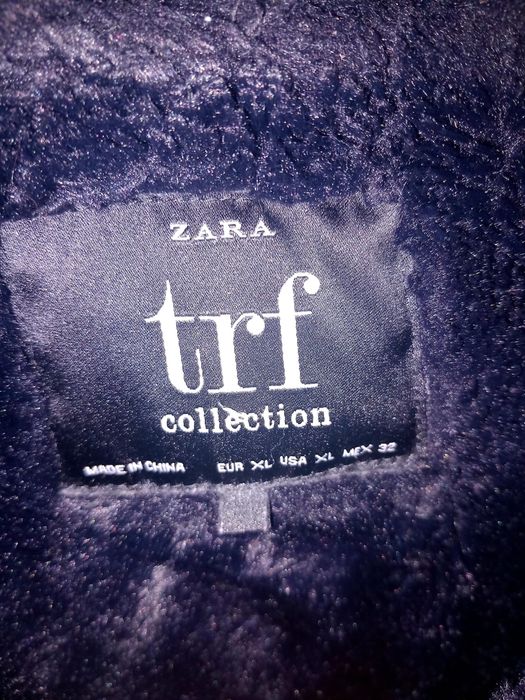 ZARA
trf
collection
MADE IN CHINA EUR XL USA XL MEX 32